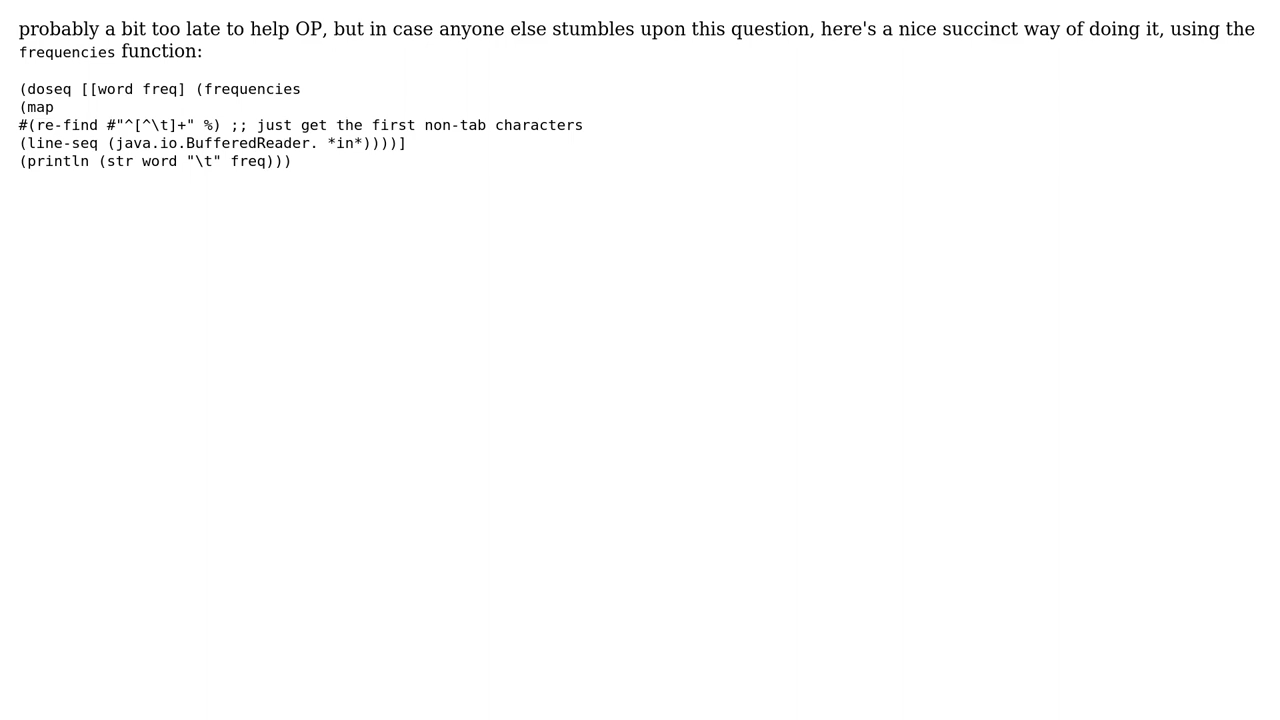 probably a bit too late to help OP, but in case anyone else stumbles upon this question, here's a nice succinct way of doing it, using the
frequencies function:
(doseq [[word freq] (frequencies
(map
#(re-find #"^[^\t]+" %) ;; just get the first non-tab characters
(line-seq (java.io.BufferedReader. *in*))))]
(println (str word "\t" freq)))